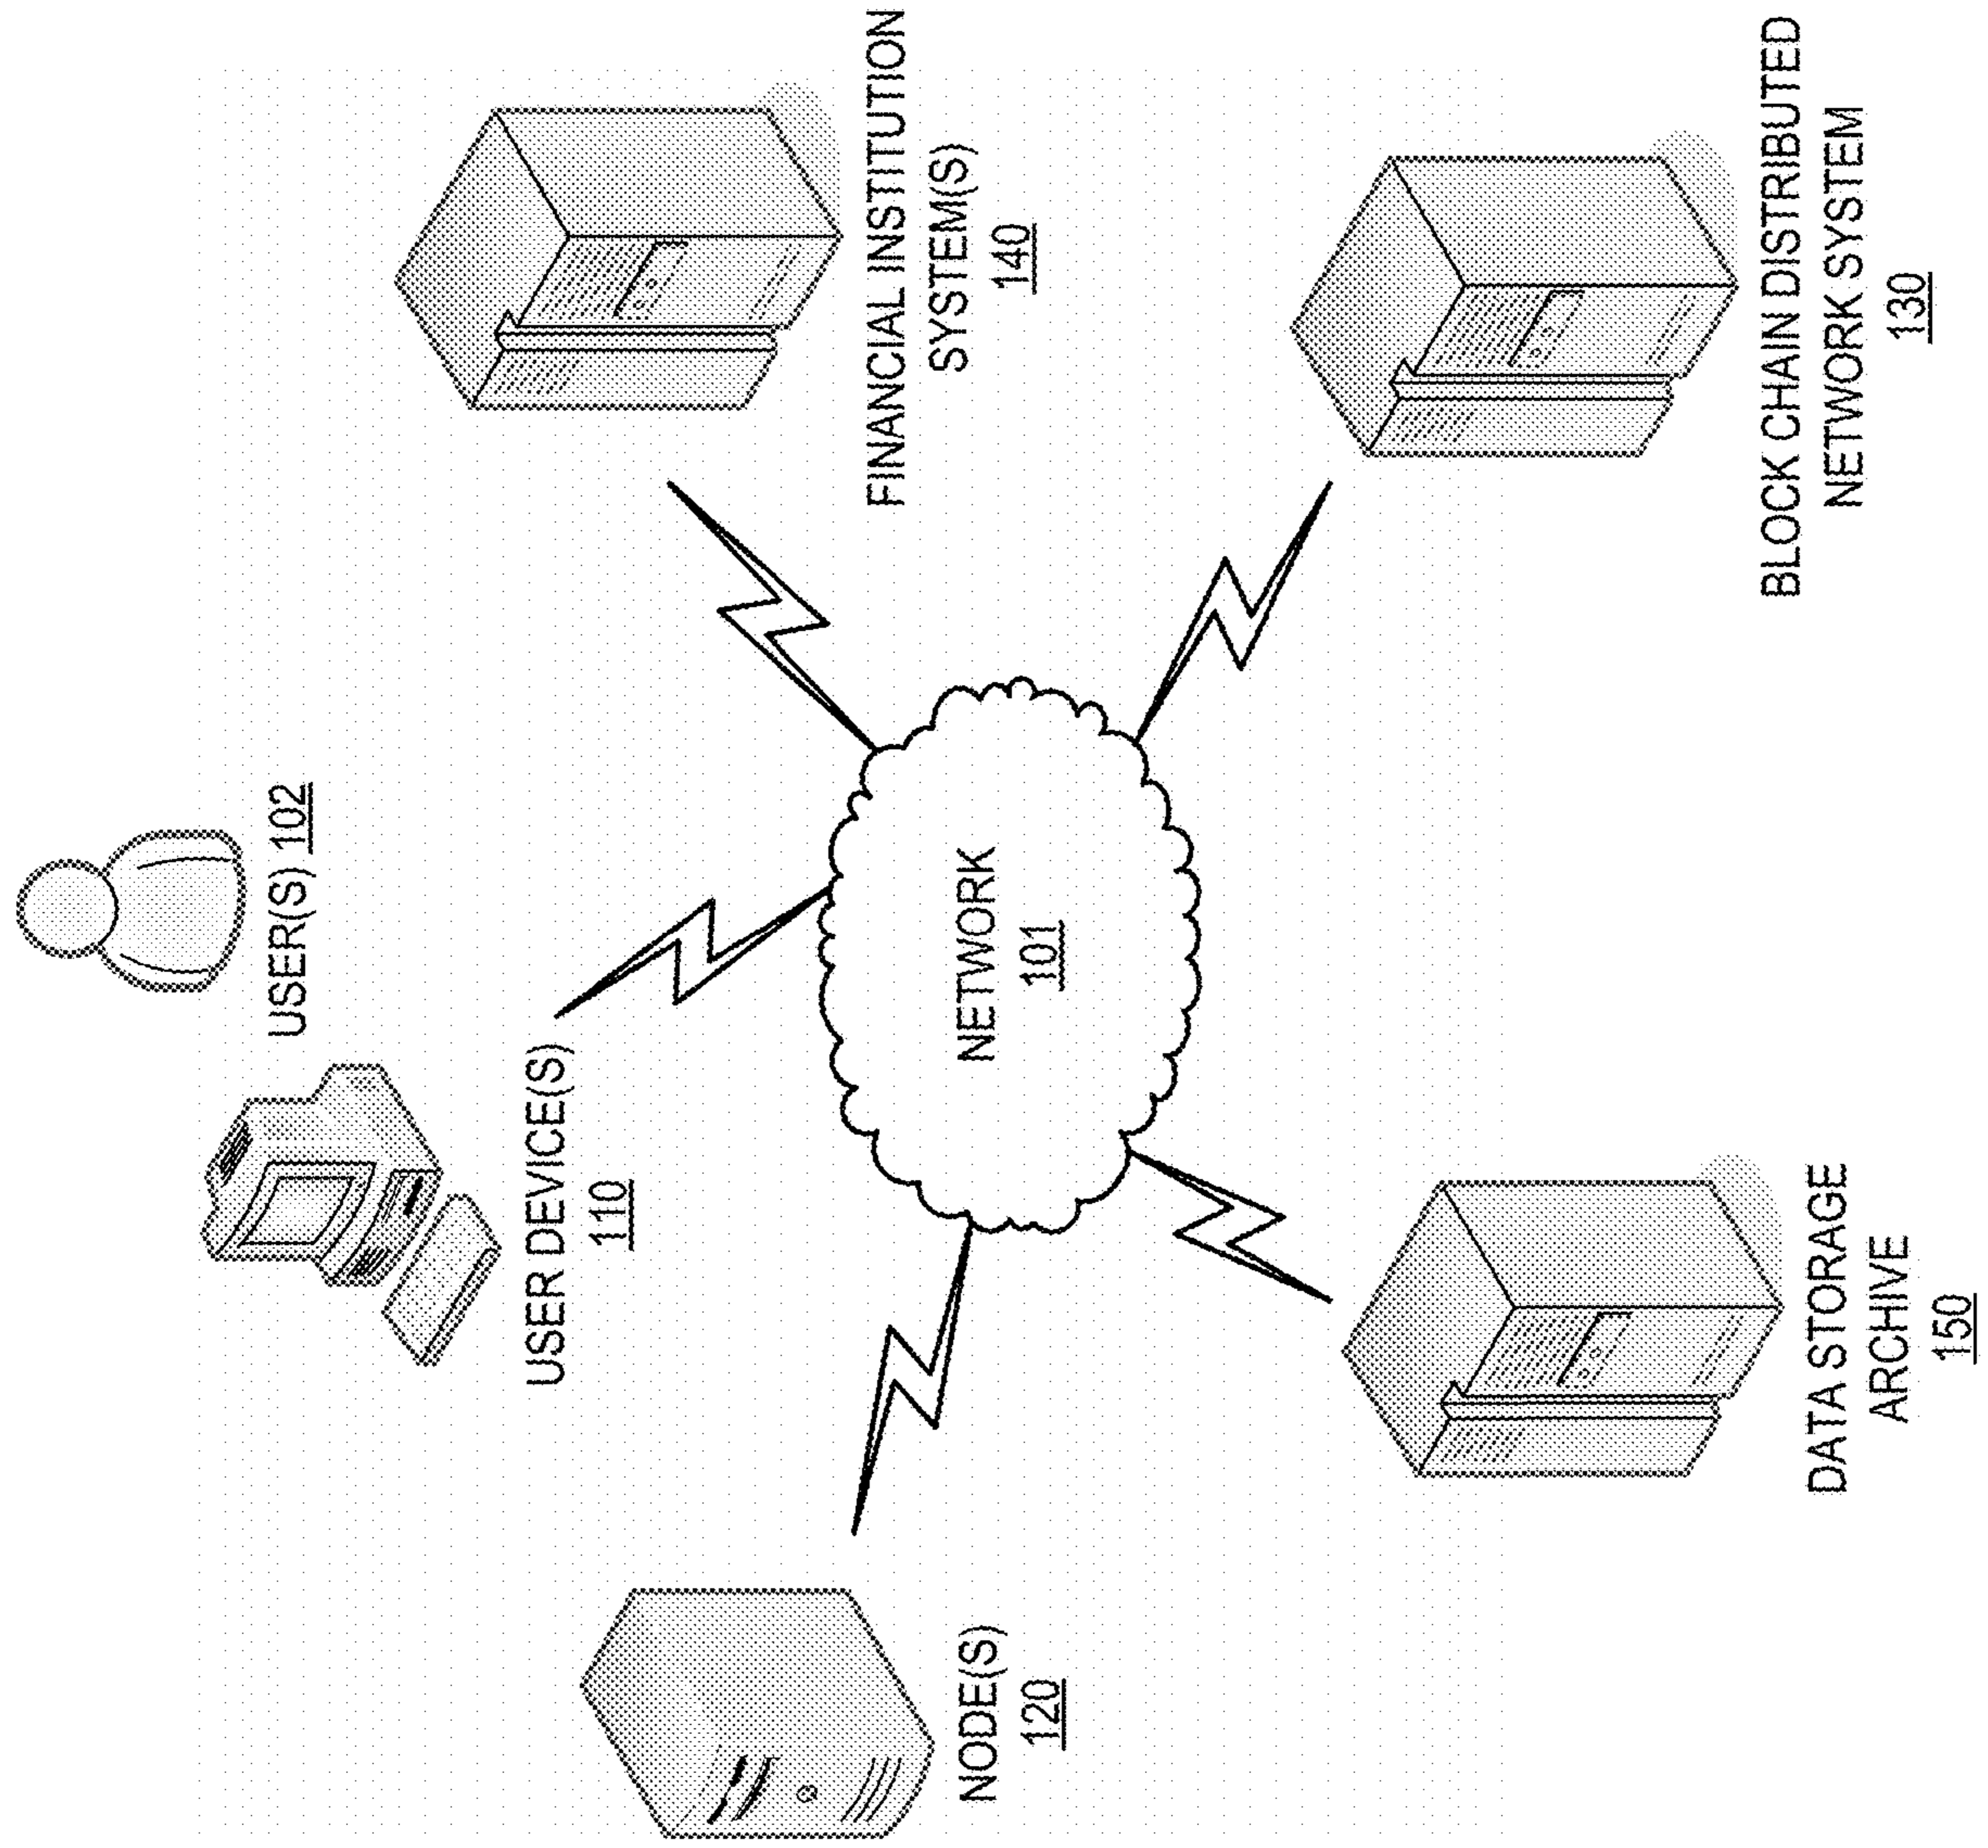 USER(S) 102
USER DEVICE(S)
110
FINANCIAL INSTITUTION
SYSTEM(S)
140
NODE(S)
120
NETWORK
101
DATA STORAGE
ARCHIVE
150
BLOCK CHAIN DISTRIBUTED
NETWORK SYSTEM
130